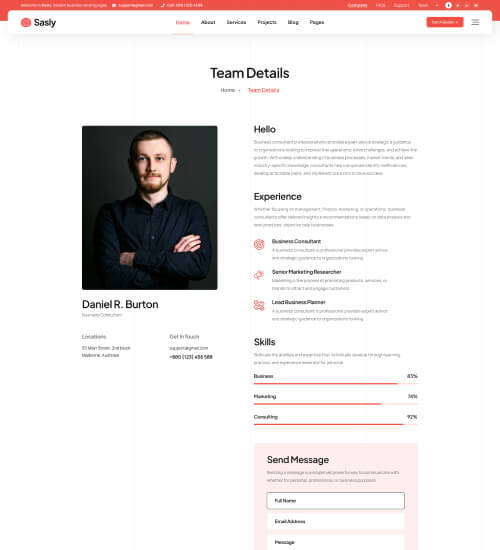 Welcome to Sasly, modern business landing pages
support@gmail.com
Company FAQs Support Team
Sasly
Home About Services Projects Blog Pages
Team Details
Home Team Details
Hello
Business consultant professional who provides expert advice strategic a guidance
to organizations looking to improve their operations, solve challenges, and achieve the
growth. With a deep understanding of business processes, market trends, and
industry-specific knowledge, consultants help companies identify inefficiencies,
develop actionable plans, and implement solutions to drive success.
Experience
Whether focusing on management, finance, marketing, or operations, business
consultants offer tailored insights a recommendations based on data analysis and
best practices, objective help businesses
Business Consultant
A business consultant is professional provides expert advice
and strategic guidance to organizations looking
Senior Marketing Researcher
Marketing is the process of promoting products, services, or
brands to attract and engage customers
Lead Business Planner
A business consultant is professional provides expert advice
and strategic guidance to organizations looking
Daniel R. Burton
Business Consultant
Locations
55 Main Street, 2nd block
Melborne, Australia
Get In Touch
support@gmail.com
+880 (123) 456 588
Skills
Skills are the abilities and expertise that individuals develop through learning,
practice, and experience essential for personal
Business 83%
Marketing 74%
Consulting 92%
Send Message
Sending a message is a simple yet powerful way to communicate with
whether for personal, professional, or business purposes
Full Name
Email Address
Message